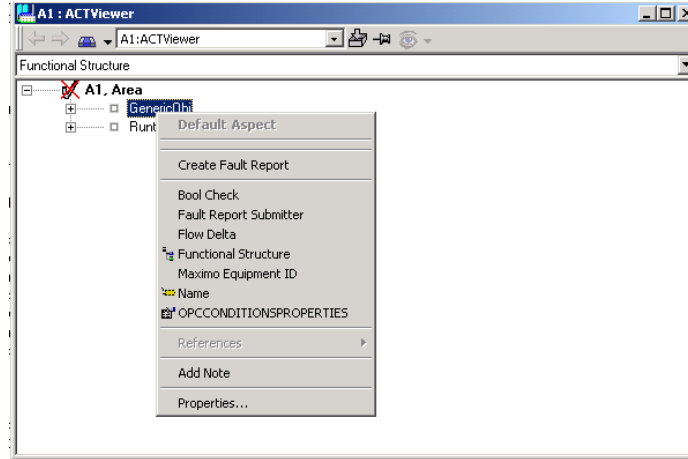 A1 : ACTViewer
A1:ACTViewer
Functional Structure
A1, Area
GenericObj
Runt
Default Aspect
Create Fault Report
Bool Check
Fault Report Submitter
Flow Delta
Functional Structure
Maximo Equipment ID
Name
OPCCONDITIONSPROPERTIES
References
Add Note
Properties...